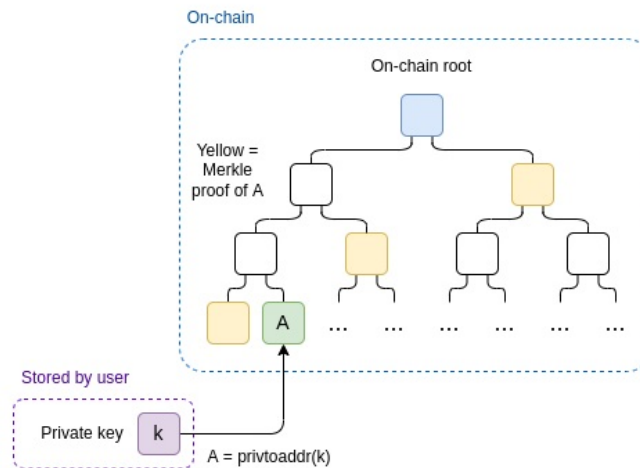 On-chain
On-chain root
Yellow =
Merkle
proof of A
A
... ... ... ... ... ...
Stored by user
Private key
k
A = privtoaddr(k)